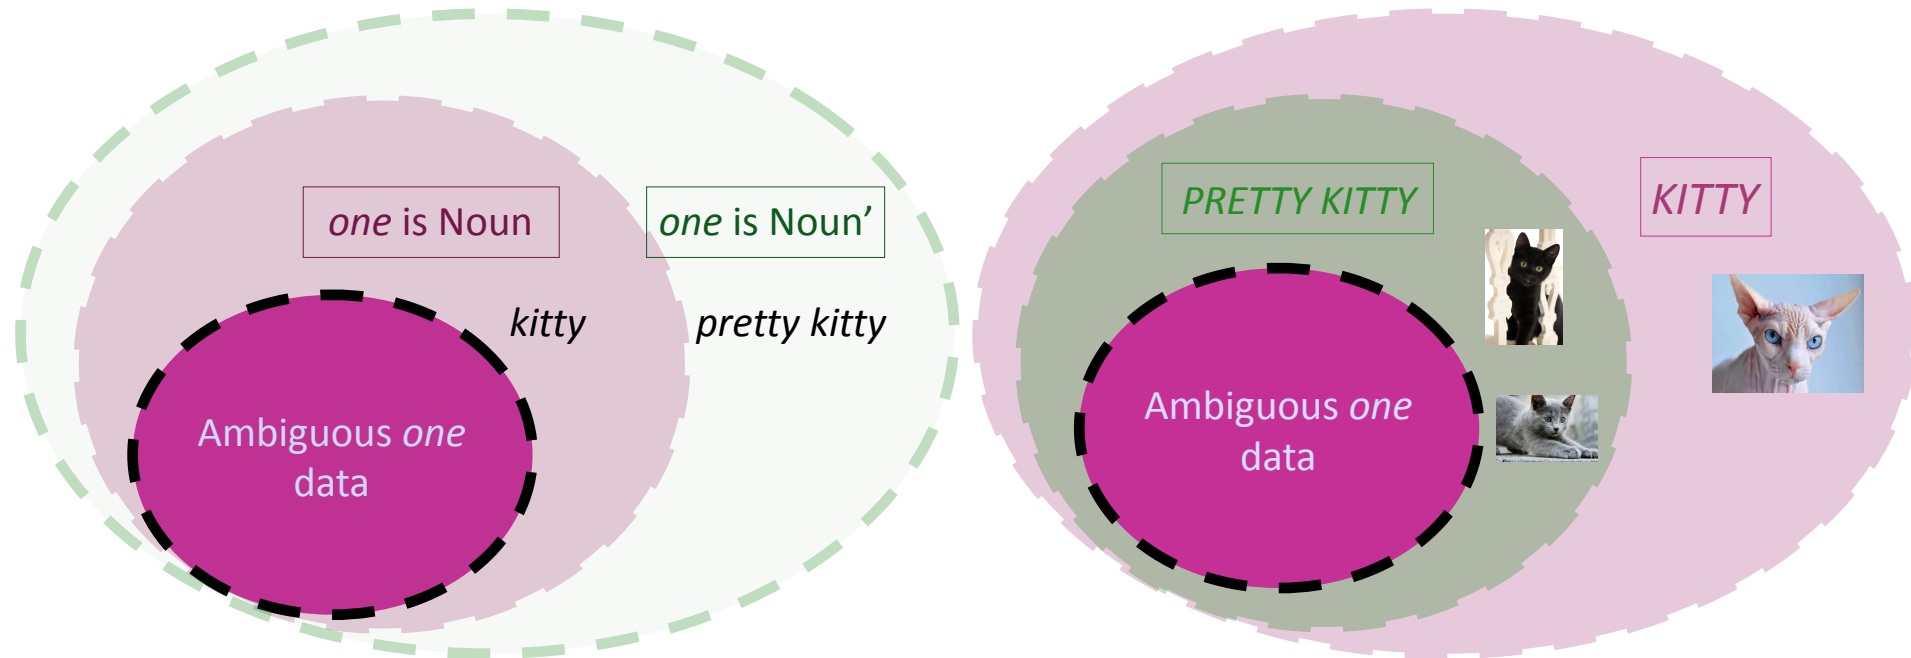 one is Noun
one is Noun’
kitty
pretty kitty
Ambiguous one
data
PRETTY KITTY
KITTY
Ambiguous one
data